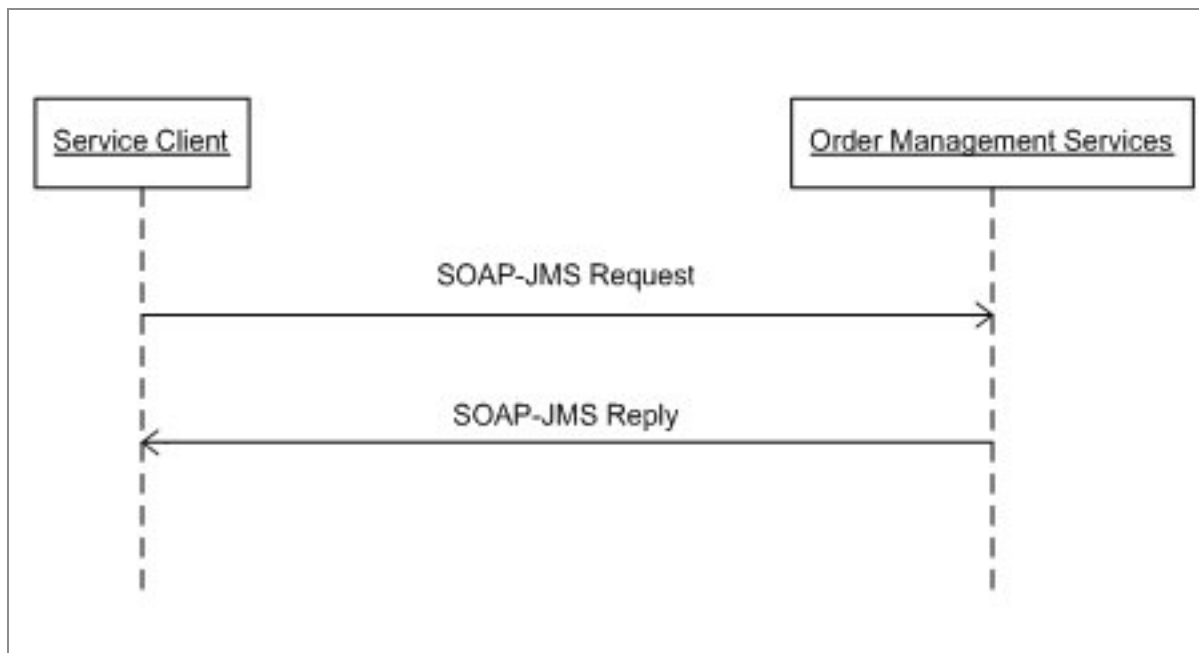 Service Client
Order Management Services
SOAP-JMS Request
SOAP-JMS Reply